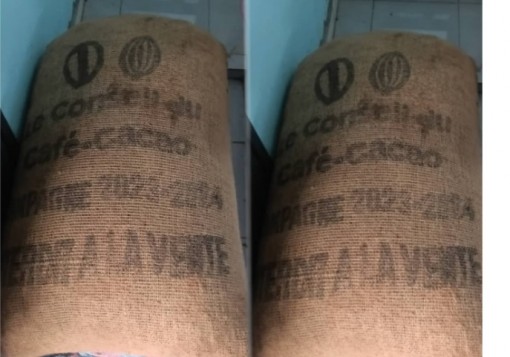 Le conseil du
café-cacao
MPAGNE 2023-2024
TERDIT A LA VENTE
Le conseil du
café-cacao
MPAGNE 2023-2024
TERDIT A LA VENTE